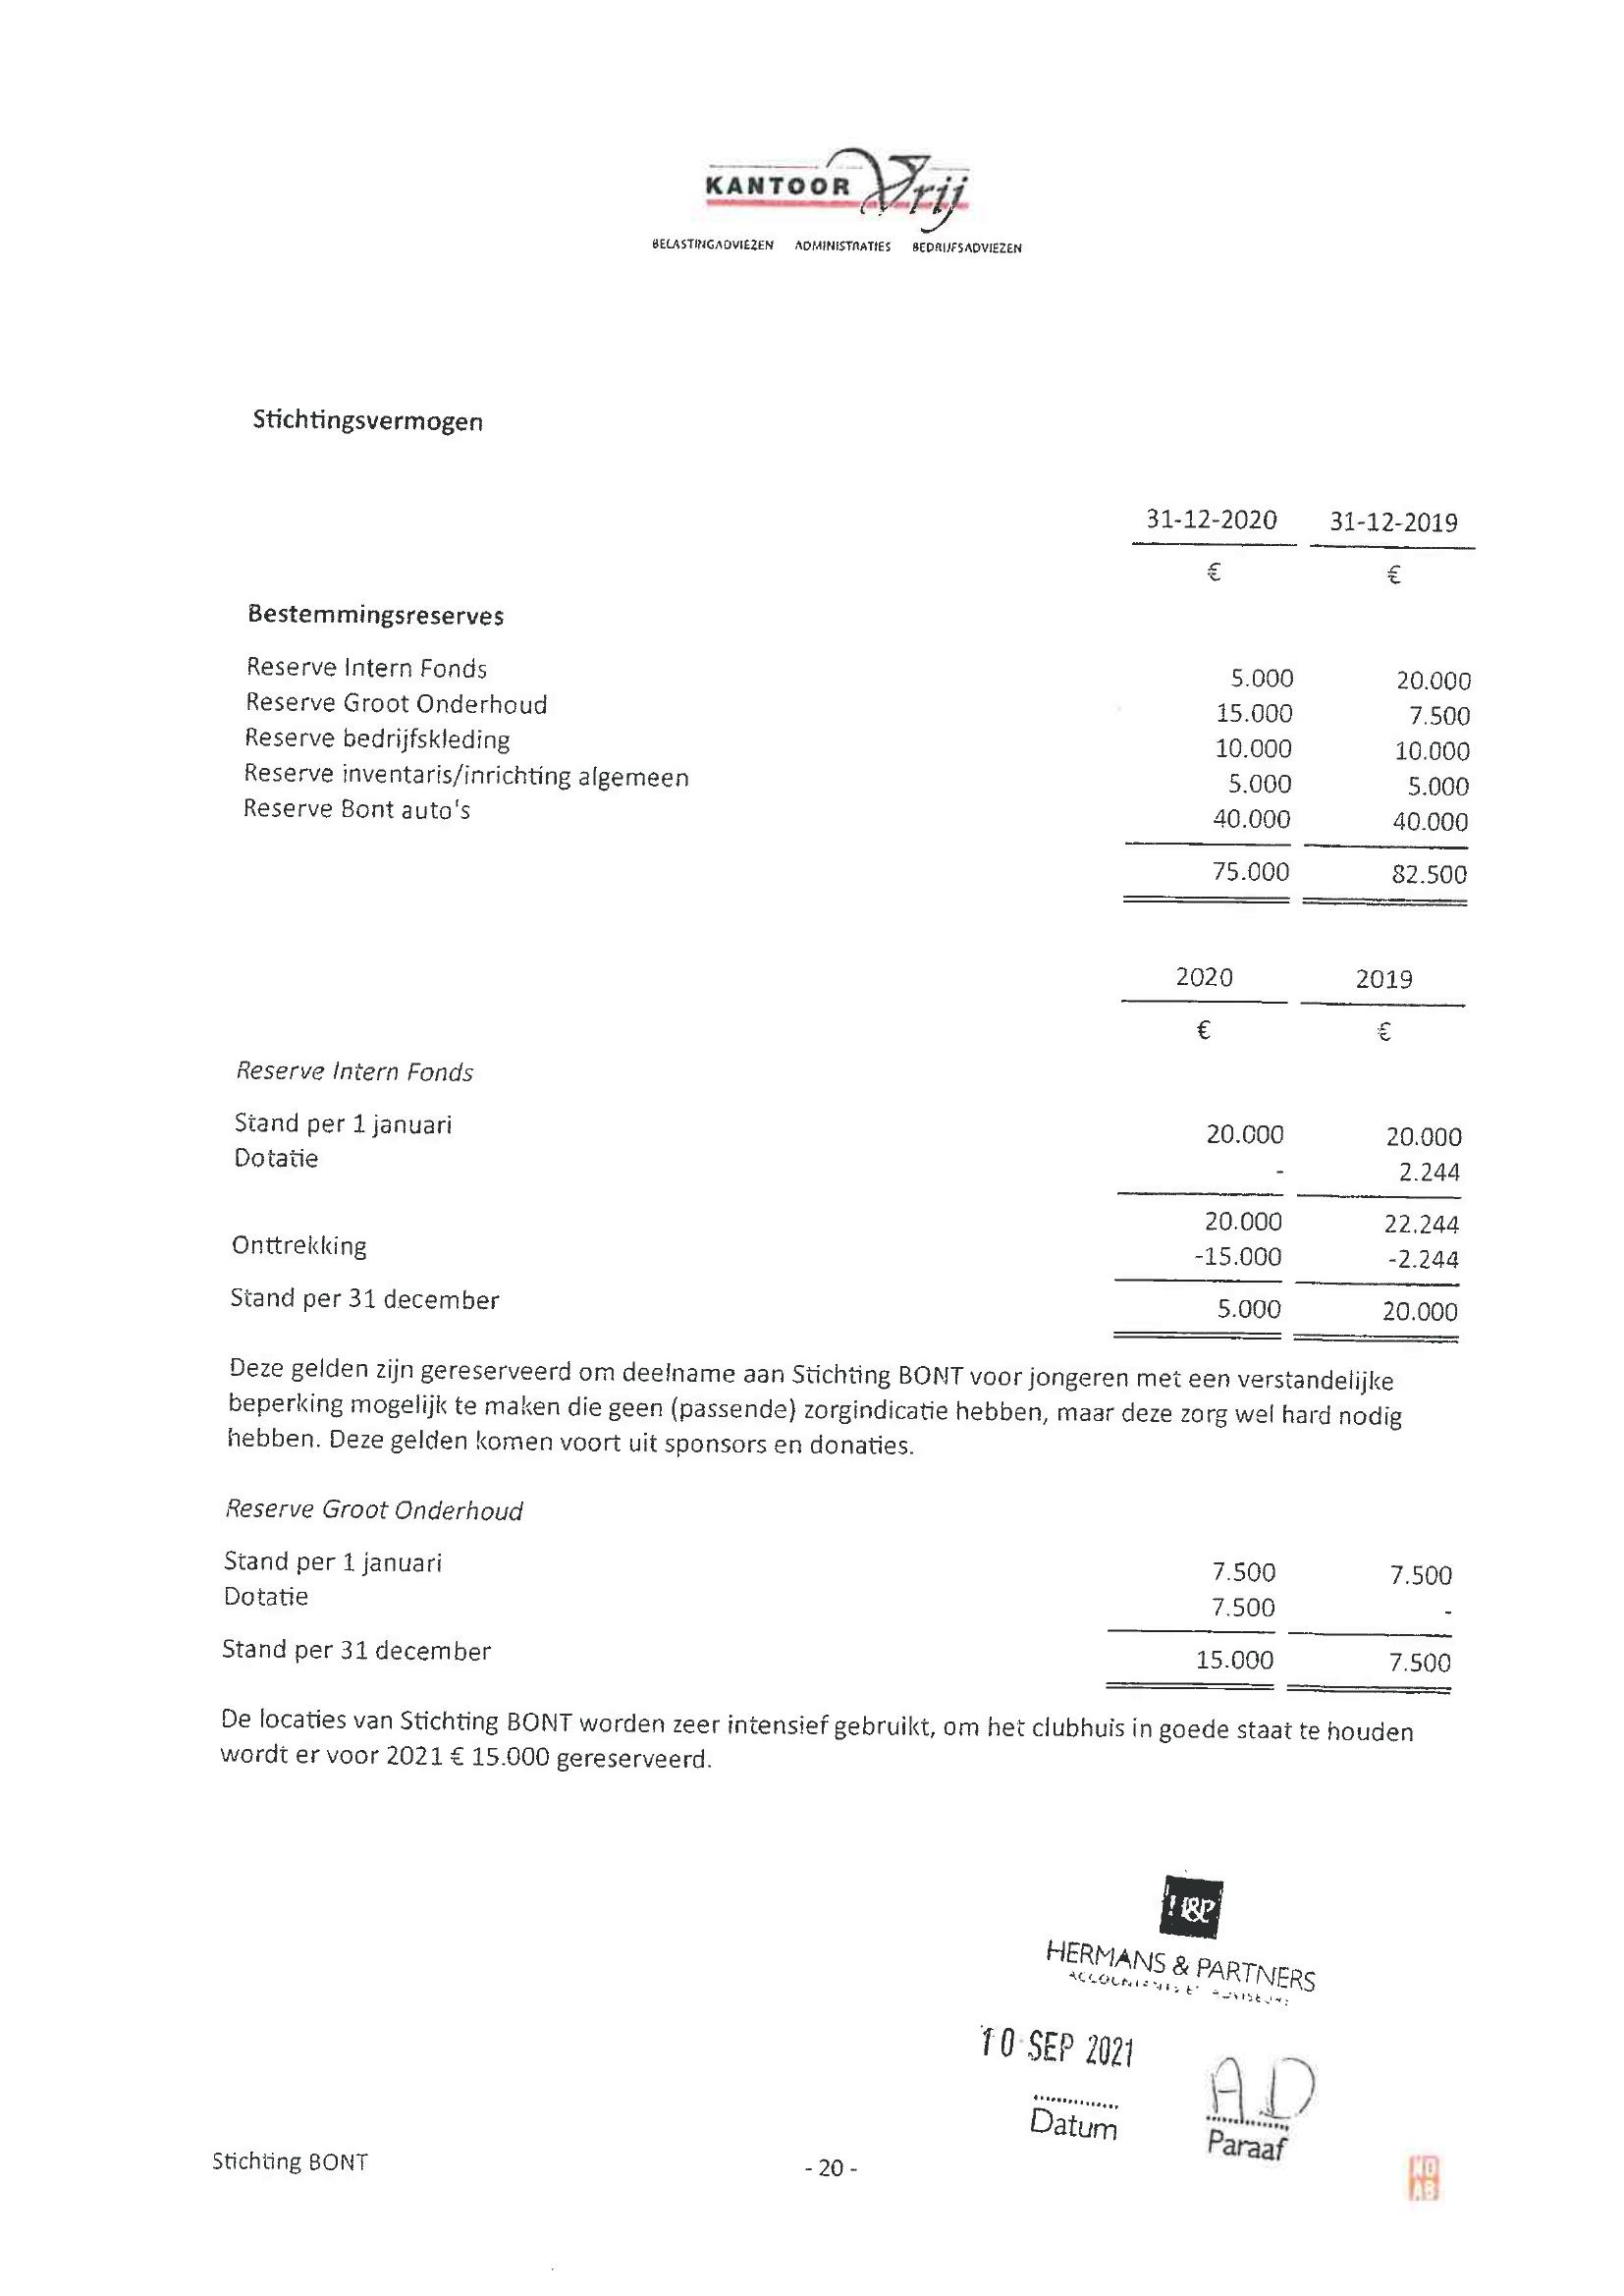 KANTOOR Vrij
BELASTINGADVIEZEN ADMINISTRATIES BEDRIJFSADVIEZEN
Stichtingsvermogen
31-12-2020 31-12-2019
€ €
Bestemmingsreserves
Reserve Intern Fonds 5.000 20.000
Reserve Groot Onderhoud 15.000 7.500
Reserve bedrijfskleding 10.000 10.000
Reserve inventaris/inrichting algemeen 5.000 5.000
Reserve Bont auto's 40.000 40.000
75.000 82.500
2020 2019
€ €
Reserve Intern Fonds
Stand per 1 januari 20.000 20.000
Dotatie - 2.244
20.000 22.244
Onttrekking -15.000 -2.244
Stand per 31 december 5.000 20.000
Deze gelden zijn gereserveerd om deelname aan Stichting BONT voor jongeren met een verstandelijke
beperking mogelijk te maken die geen (passende) zorgindicatie hebben, maar deze zorg wel hard nodig
hebben. Deze gelden komen voort uit sponsors en donaties.
Reserve Groot Onderhoud
Stand per 1 januari 7.500 7.500
Dotatie 7.500 -
Stand per 31 december 15.000 7.500
De locaties van Stichting BONT worden zeer intensief gebruikt, om het clubhuis in goede staat te houden
wordt er voor 2021 € 15.000 gereserveerd.
H&P
HERMANS & PARTNERS
10 SEP 2021
AD
Datum
Paraaf
Stichting BONT - 20 -
NO
AB